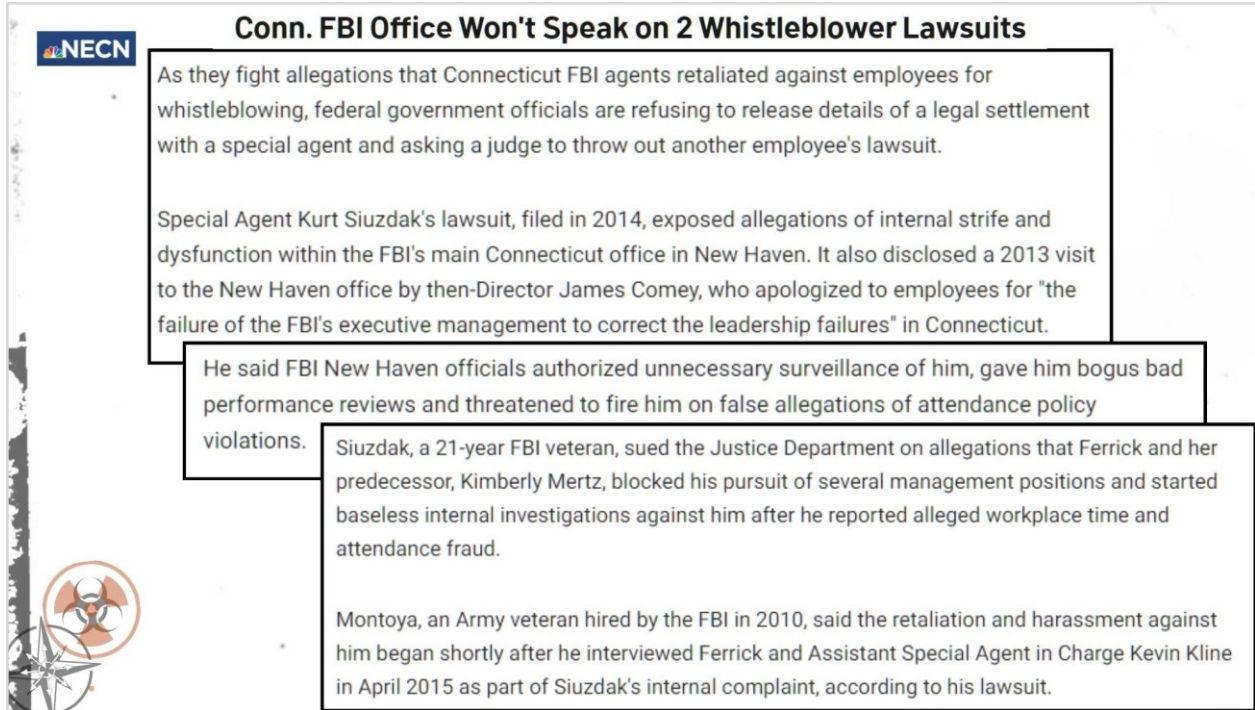 Conn. FBI Office Won't Speak on 2 Whistleblower Lawsuits
NECN
As they fight allegations that Connecticut FBI agents retaliated against employees for
whistleblowing, federal government officials are refusing to release details of a legal settlement
with a special agent and asking a judge to throw out another employee's lawsuit.
Special Agent Kurt Siuzdak's lawsuit, filed in 2014, exposed allegations of internal strife and
dysfunction within the FBI's main Connecticut office in New Haven. It also disclosed a 2013 visit
to the New Haven office by then-Director James Comey, who apologized to employees for "the
failure of the FBI's executive management to correct the leadership failures" in Connecticut.
He said FBI New Haven officials authorized unnecessary surveillance of him, gave him bogus bad
performance reviews and threatened to fire him on false allegations of attendance policy
violations.
Siuzdak, a 21-year FBI veteran, sued the Justice Department on allegations that Ferrick and her
predecessor, Kimberly Mertz, blocked his pursuit of several management positions and started
baseless internal investigations against him after he reported alleged workplace time and
attendance fraud.
Montoya, an Army veteran hired by the FBI in 2010, said the retaliation and harassment against
him began shortly after he interviewed Ferrick and Assistant Special Agent in Charge Kevin Kline
in April 2015 as part of Siuzdak's internal complaint, according to his lawsuit.